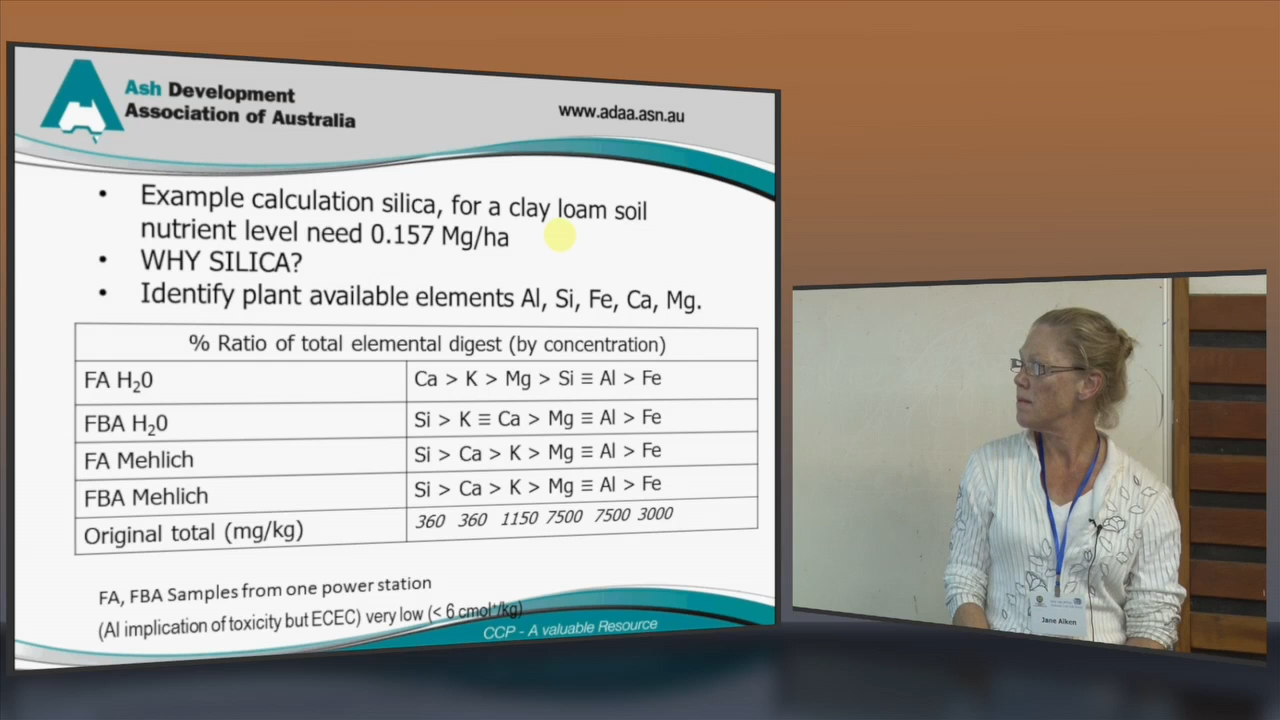 Ash Development
Association of Australia
www.adaa.asn.au
• Example calculation silica, for a clay loam soil
nutrient level need 0.157 Mg/ha
• WHY SILICA?
• Identify plant available elements Al, Si, Fe, Ca, Mg.
% Ratio of total elemental digest (by concentration)
FA H₂0 Ca > K > Mg > Si ≡ Al > Fe
FBA H₂0 Si > K ≡ Ca > Mg ≡ Al > Fe
FA Mehlich Si > Ca > K > Mg ≡ Al > Fe
FBA Mehlich Si > Ca > K > Mg ≡ Al > Fe
Original total (mg/kg) 360 360 1150 7500 7500 3000
FA, FBA Samples from one power station
(Al implication of toxicity but ECEC) very low (< 6 cmol⁺/kg)
CCP - A valuable Resource
Jane Aiken